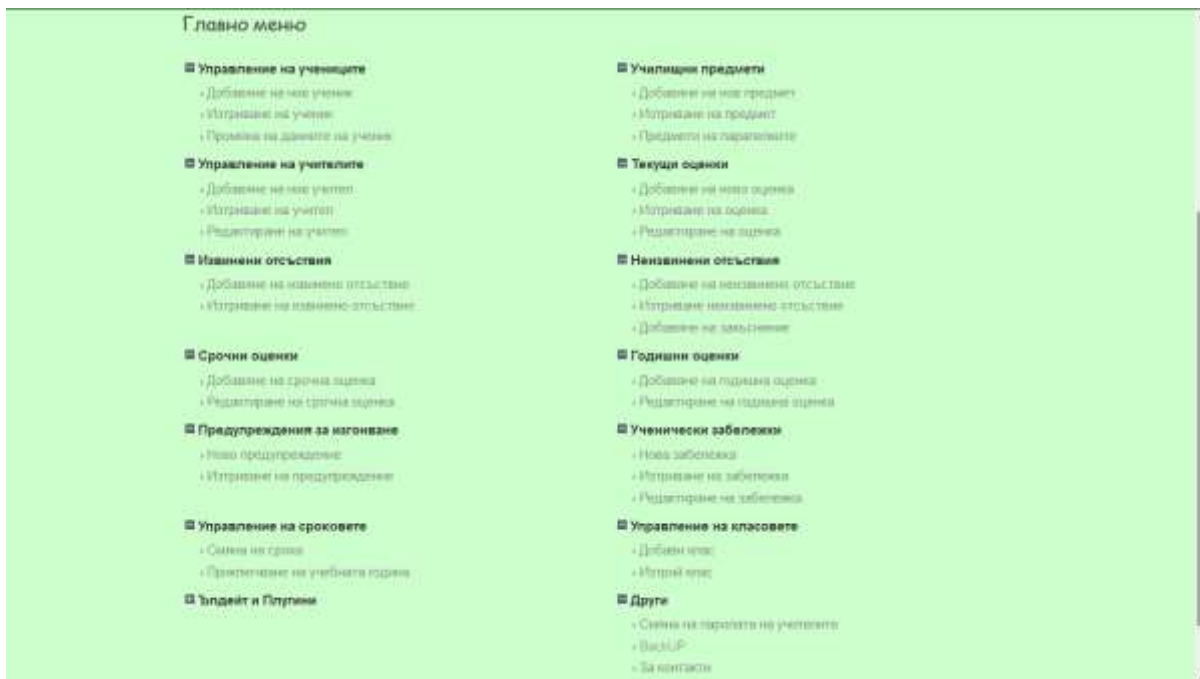 Главно меню
Управление на учениците
Добавяне на нов ученик
Изтриване на ученик
Промяна на данните на ученик
Управление на учителите
Добавяне на нов учител
Изтриване на учител
Редактиране на учител
Извинени отсъствия
Добавяне на извинено отсъствие
Изтриване на извинено отсъствие
Срочни оценки
Добавяне на срочна оценка
Редактиране на срочна оценка
Предупреждения за изгонване
Ново предупреждение
Изтриване на предупреждение
Управление на сроковете
Смяна на срока
Приключване на учебната година
Ъпдейт и Плугини
Училищни предмети
Добавяне на нов предмет
Изтриване на предмет
Предмети на паралелките
Текущи оценки
Добавяне на нова оценка
Изтриване на оценка
Редактиране на оценка
Неизвинени отсъствия
Добавяне на неизвинено отсъствие
Изтриване неизвинено отсъствие
Добавяне на закъснение
Годишни оценки
Добавяне на годишна оценка
Редактиране на годишна оценка
Ученически забележки
Нова забележка
Изтриване на забележка
Редактиране на забележка
Управление на класовете
Добави клас
Изтрий клас
Други
Смяна на паролата на учителите
BackUP
За контакти